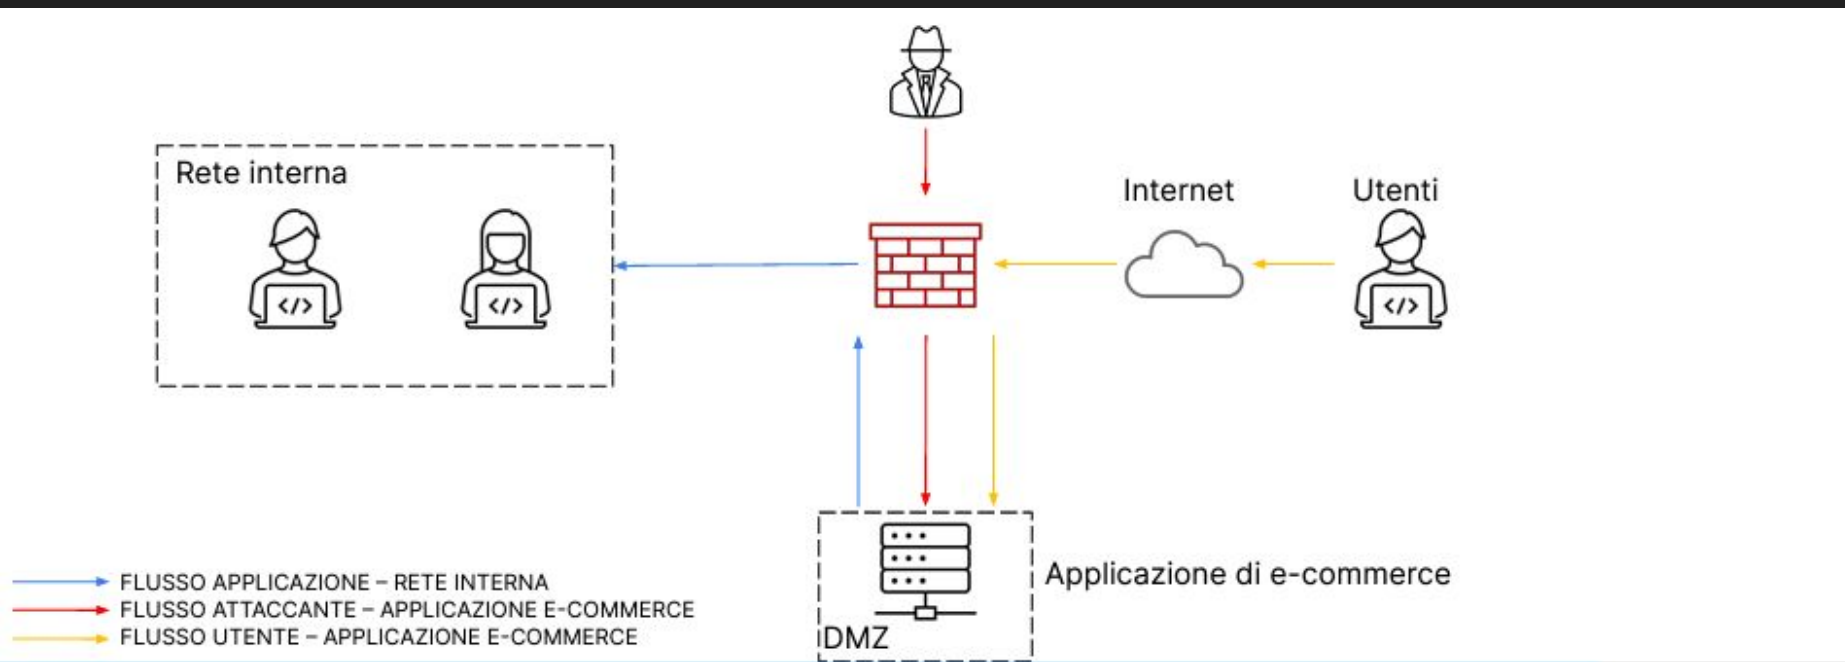 Rete interna
Internet
Utenti
</>
</>
</>
Applicazione di e-commerce
DMZ
FLUSSO APPLICAZIONE – RETE INTERNA
FLUSSO ATTACCANTE – APPLICAZIONE E-COMMERCE
FLUSSO UTENTE – APPLICAZIONE E-COMMERCE